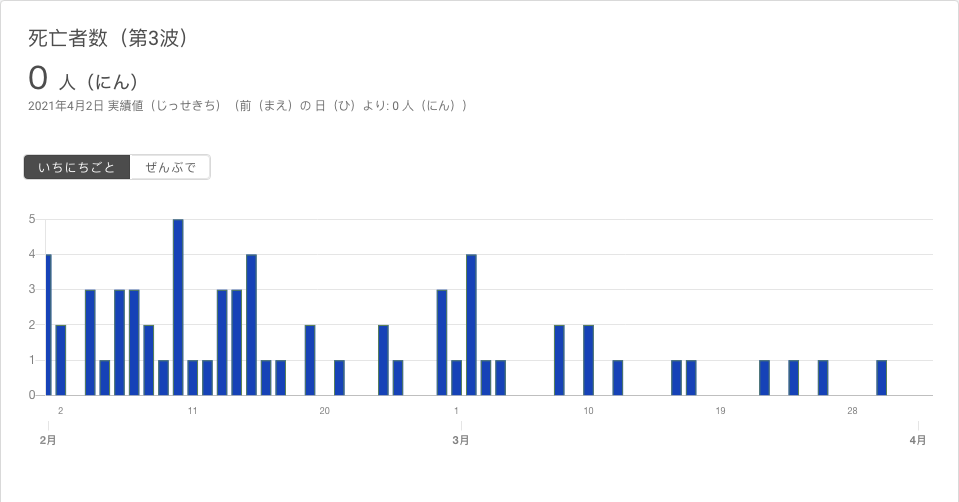 死亡者数（第3波）
0 人（にん）
2021年4月2日 実績値（じっせきち）（前（まえ）の 日（ひ）より: 0 人（にん））
いちにちごと ぜんぶで
5
4
3
2
1
0
2 11 20 1 10 19 28
2月 3月 4月